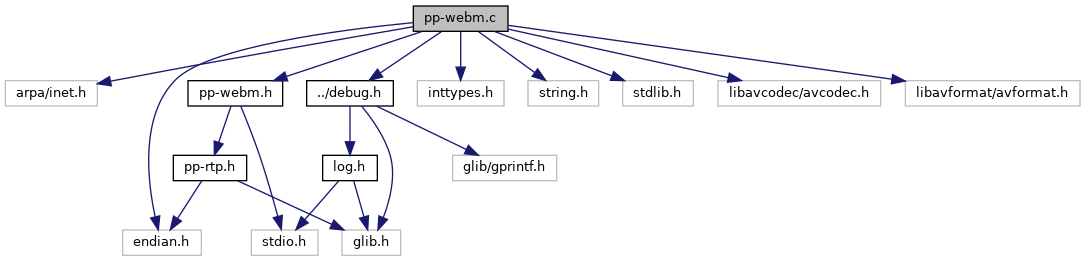 pp-webm.c
arpa/inet.h
pp-webm.h
../debug.h
inttypes.h
string.h
stdlib.h
libavcodec/avcodec.h
libavformat/avformat.h
pp-rtp.h
log.h
glib/gprintf.h
endian.h
stdio.h
glib.h